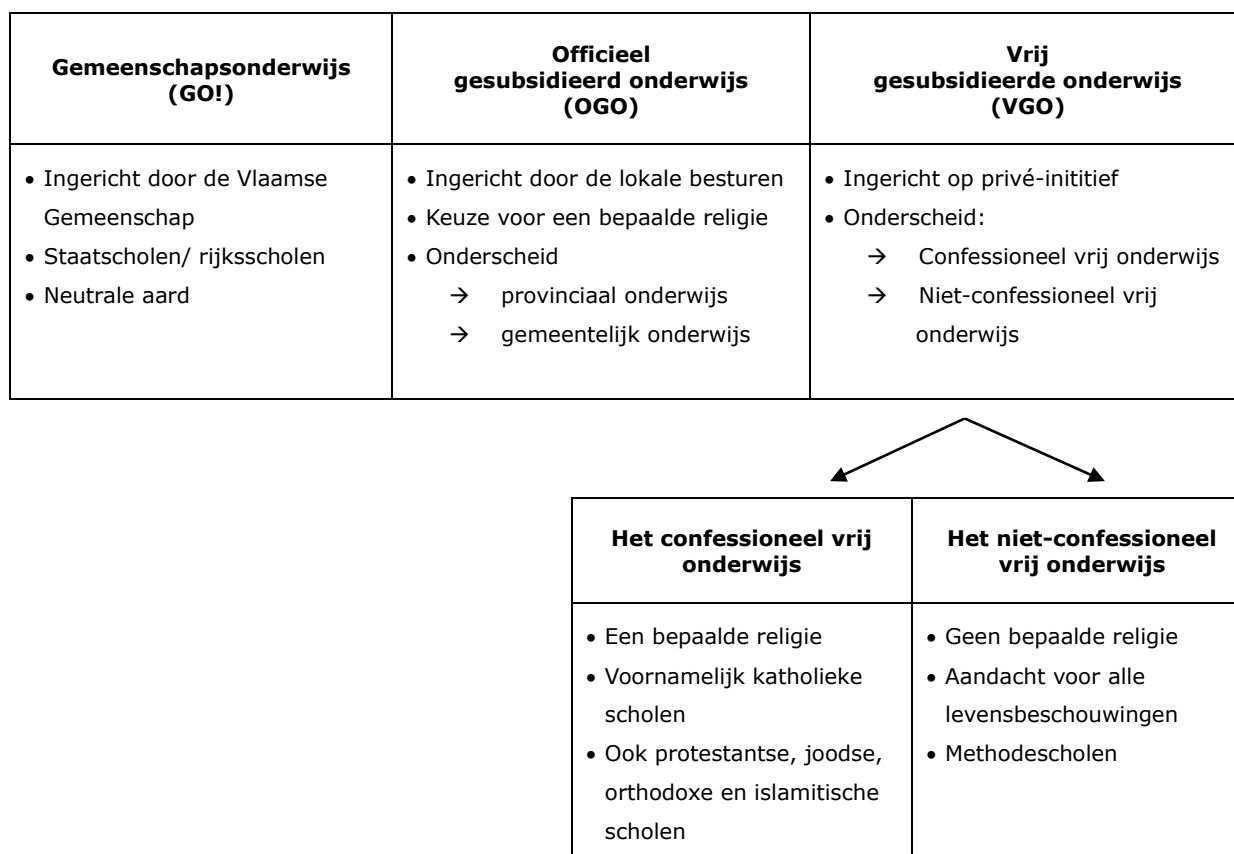 Gemeenschapsonderwijs
(GO!)
Officieel
gesubsidieerd onderwijs
(OGO)
Vrij
gesubsidieerde onderwijs
(VGO)
• Ingericht door de Vlaamse
Gemeenschap
• Staatscholen/ rijksscholen
• Neutrale aard
• Ingericht door de lokale besturen
• Keuze voor een bepaalde religie
• Onderscheid
→ provinciaal onderwijs
→ gemeentelijk onderwijs
• Ingericht op privé-inititief
• Onderscheid:
→ Confessioneel vrij onderwijs
→ Niet-confessioneel vrij
onderwijs
Het confessioneel vrij
onderwijs
Het niet-confessioneel
vrij onderwijs
• Een bepaalde religie
• Voornamelijk katholieke
scholen
• Ook protestantse, joodse,
orthodoxe en islamitische
scholen
• Geen bepaalde religie
• Aandacht voor alle
levensbeschouwingen
• Methodescholen